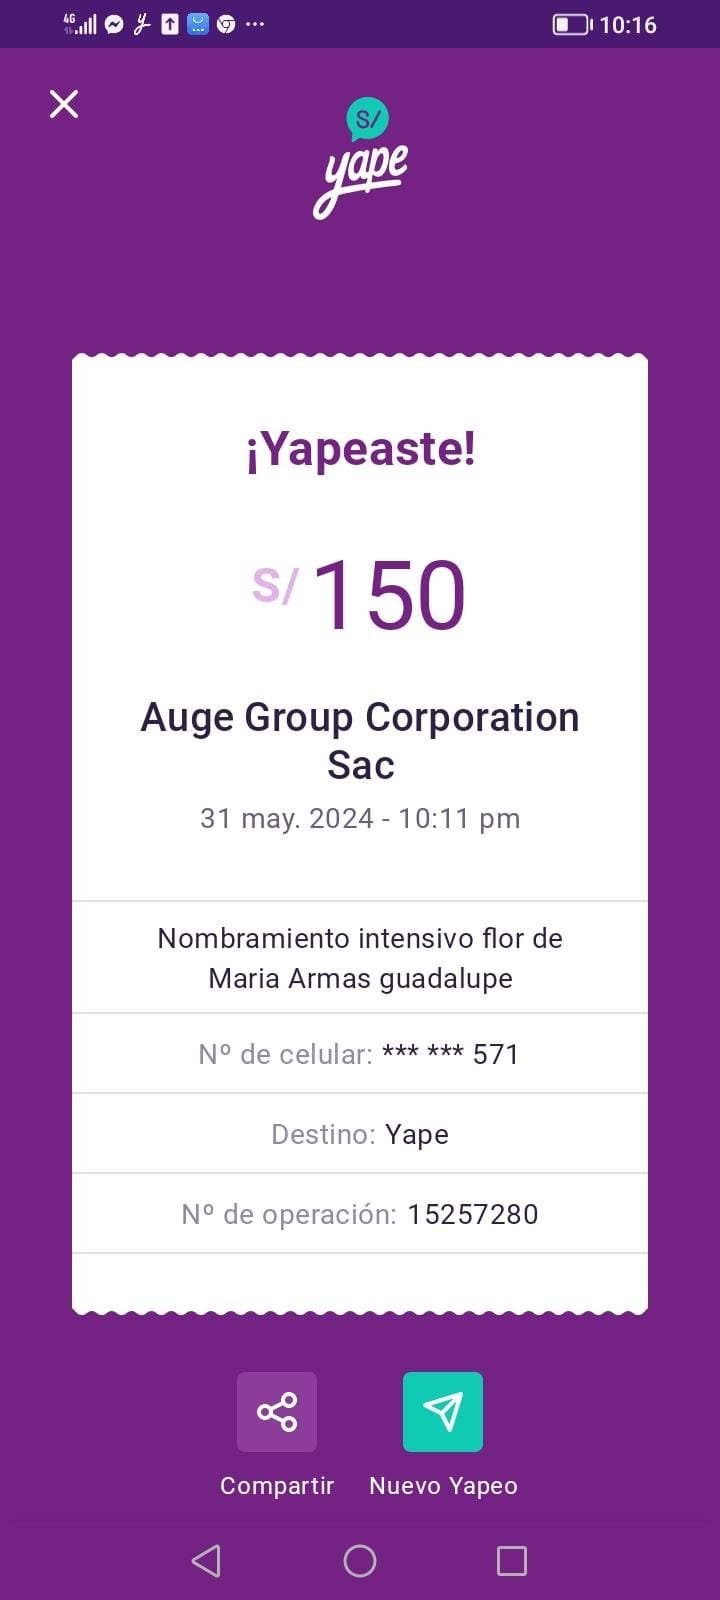 4G 10:16
S/
yape
¡Yapeaste!
S/ 150
Auge Group Corporation
Sac
31 may. 2024 - 10:11 pm
Nombramiento intensivo flor de
Maria Armas guadalupe
Nº de celular: *** *** 571
Destino: Yape
Nº de operación: 15257280
Compartir Nuevo Yapeo